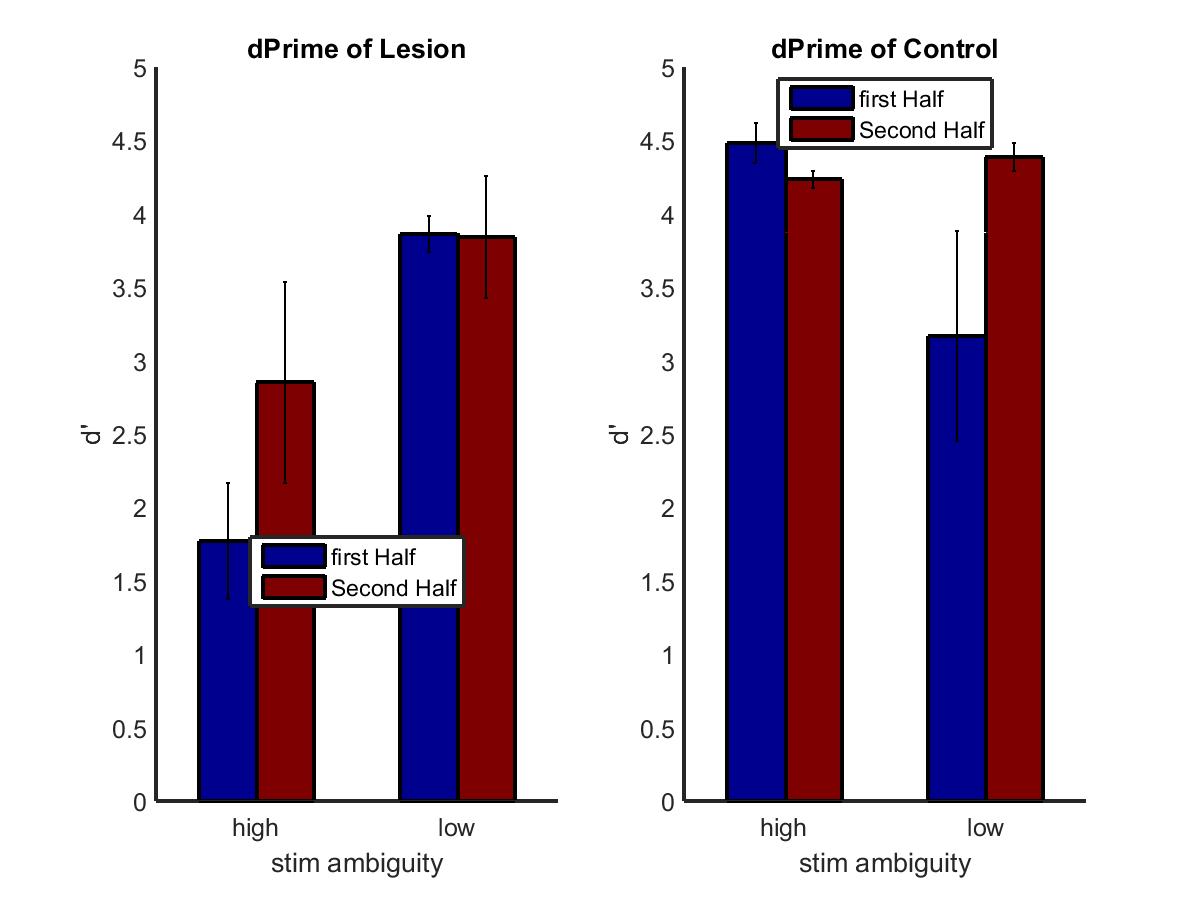 dPrime of Lesion
5
4.5
4
3.5
3
2.5
2
1.5
1
0.5
0
d'
first Half
Second Half
high low
stim ambiguity
dPrime of Control
5
4.5
4
3.5
3
2.5
2
1.5
1
0.5
0
d'
first Half
Second Half
high low
stim ambiguity